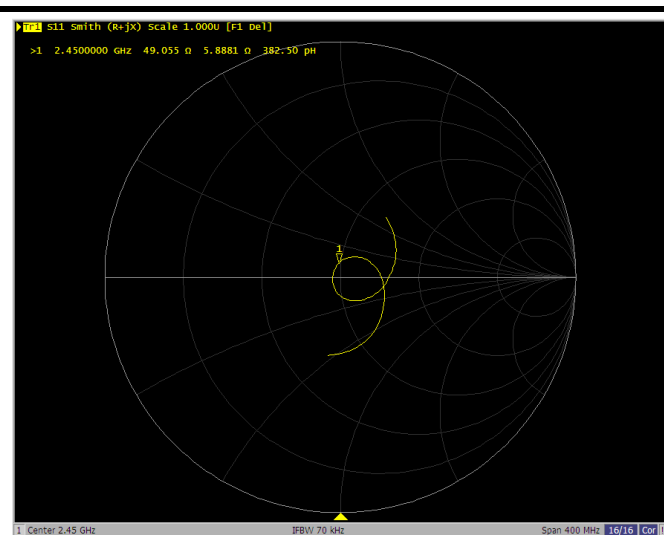 Tr1 S11 Smith (R+jX) Scale 1.000U [F1 Del]
>1 2.4500000 GHz 49.055 Ω 5.8881 Ω 382.50 pH
1
1 Center 2.45 GHz IFBW 70 kHz Span 400 MHz 16/16 Cor